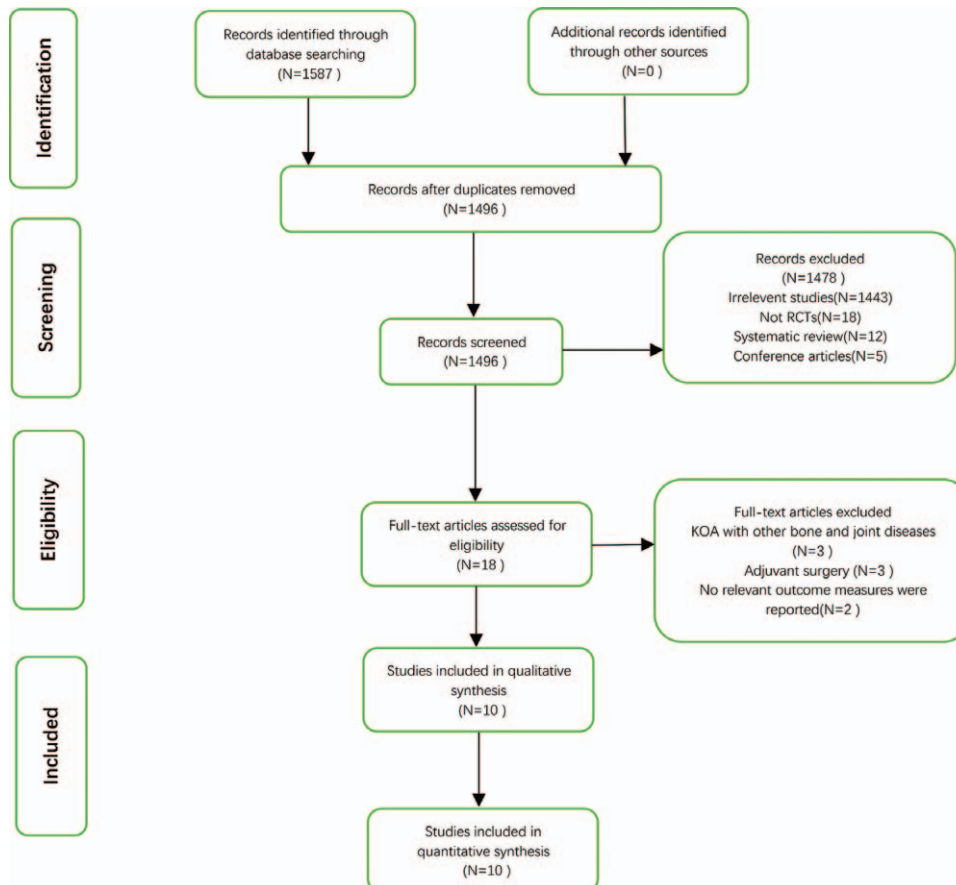 Identification
Records identified through
database searching
(N=1587 )
Additional records identified
through other sources
(N=0 )
Records after duplicates removed
(N=1496 )
Screening
Records screened
(N=1496 )
Records excluded
(N=1478 )
Irrelevent studies(N=1443)
Not RCTs(N=18)
Systematic review(N=12)
Conference articles(N=5)
Eligibility
Full-text articles assessed for
eligibility
(N=18 )
Full-text articles excluded
KOA with other bone and joint diseases
(N=3 )
Adjuvant surgery (N=3 )
No relevant outcome measures were
reported(N=2 )
Included
Studies included in qualitative
synthesis
(N=10 )
Studies included in
quantitative synthesis
(N=10 )